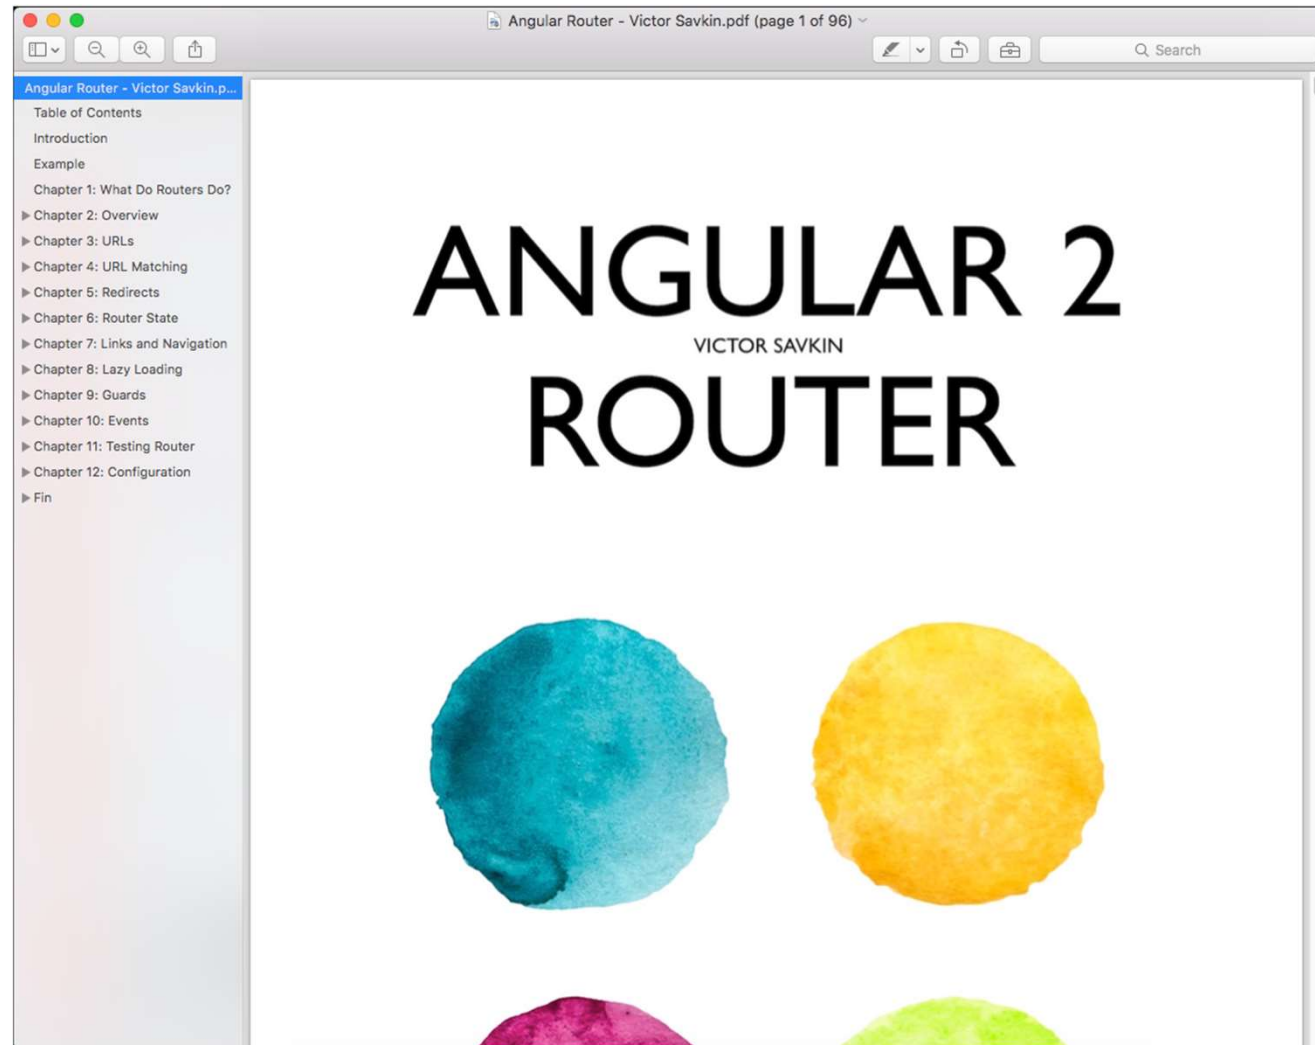 Angular Router - Victor Savkin.pdf (page 1 of 96)
Search
Angular Router - Victor Savkin.p...
Table of Contents
Introduction
Example
Chapter 1: What Do Routers Do?
Chapter 2: Overview
Chapter 3: URLs
Chapter 4: URL Matching
Chapter 5: Redirects
Chapter 6: Router State
Chapter 7: Links and Navigation
Chapter 8: Lazy Loading
Chapter 9: Guards
Chapter 10: Events
Chapter 11: Testing Router
Chapter 12: Configuration
Fin
ANGULAR 2
VICTOR SAVKIN
ROUTER